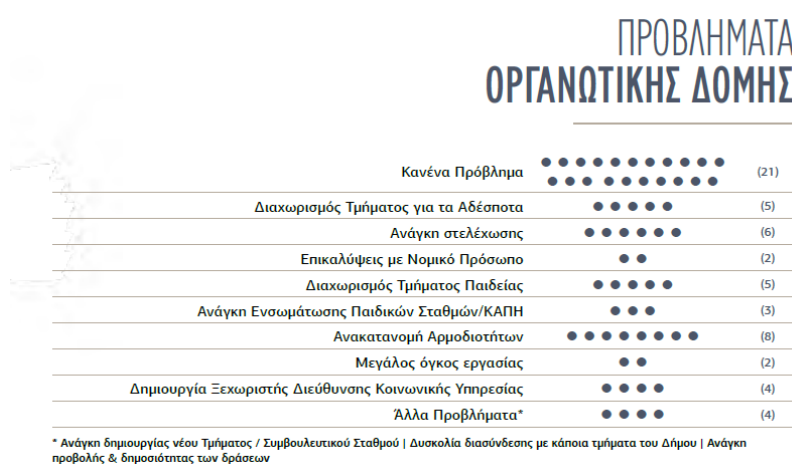 ΠΡΟΒΛΗΜΑΤΑ
ΟΡΓΑΝΩΤΙΚΗΣ ΔΟΜΗΣ
Κανένα Πρόβλημα (21)
Διαχωρισμός Τμήματος για τα Αδέσποτα (5)
Ανάγκη στελέχωσης (6)
Επικαλύψεις με Νομικό Πρόσωπο (2)
Διαχωρισμός Τμήματος Παιδείας (5)
Ανάγκη Ενσωμάτωσης Παιδικών Σταθμών/ΚΑΠΗ (3)
Ανακατανομή Αρμοδιοτήτων (8)
Μεγάλος όγκος εργασίας (2)
Δημιουργία Ξεχωριστής Διεύθυνσης Κοινωνικής Υπηρεσίας (4)
Άλλα Προβλήματα* (4)
* Ανάγκη δημιουργίας νέου Τμήματος / Συμβουλευτικού Σταθμού | Δυσκολία διασύνδεσης με κάποια τμήματα του Δήμου | Ανάγκη
προβολής & δημοσιότητας των δράσεων